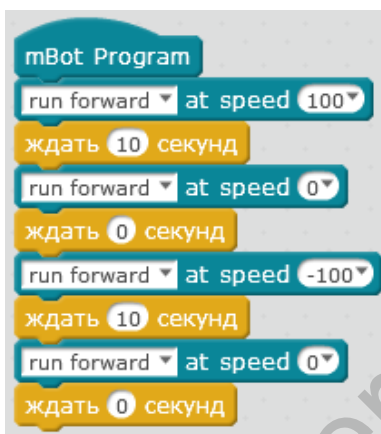 mBot Program
run forward at speed 100
ждать 10 секунд
run forward at speed 0
ждать 0 секунд
run forward at speed -100
ждать 10 секунд
run forward at speed 0
ждать 0 секунд